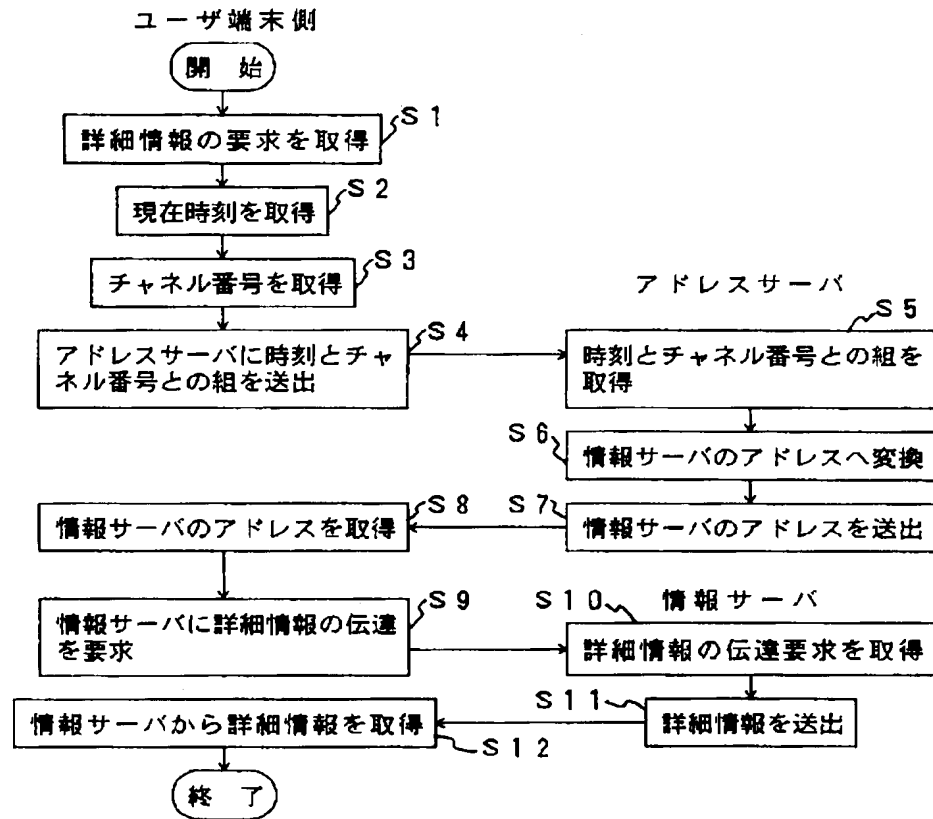 ユーザ端末側
開 始
S1
詳細情報の要求を取得
S2
現在時刻を取得
S3
チャネル番号を取得
S4
アドレスサーバに時刻とチャ
ネル番号との組を送出
アドレスサーバ
S5
時刻とチャネル番号との組を
取得
S6
情報サーバのアドレスへ変換
S7
情報サーバのアドレスを送出
S8
情報サーバのアドレスを取得
S9
情報サーバに詳細情報の伝達
を要求
情報サーバ
S10
詳細情報の伝達要求を取得
S11
詳細情報を送出
情報サーバから詳細情報を取得
S12
終 了